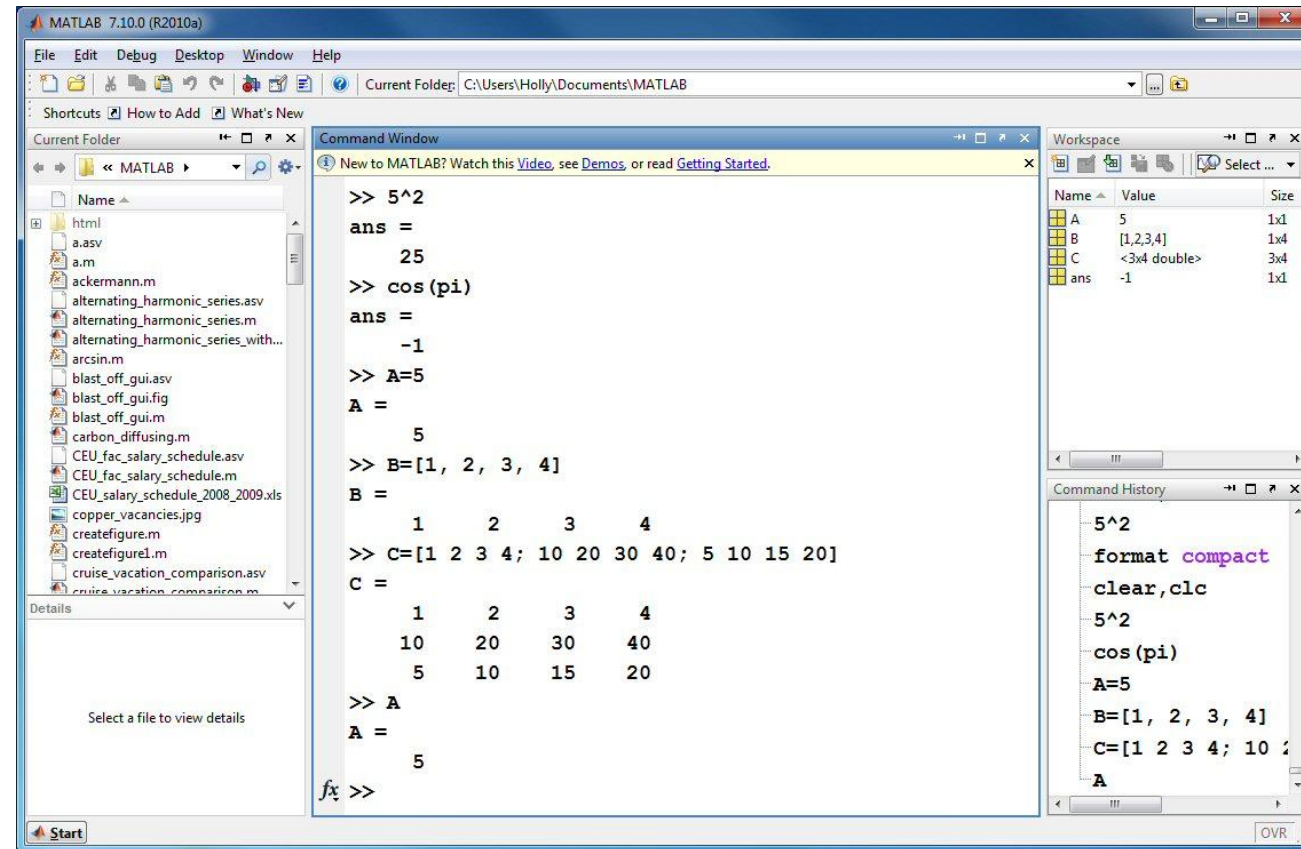 MATLAB 7.10.0 (R2010a)
File Edit Debug Desktop Window Help
Current Folder: C:\Users\Holly\Documents\MATLAB
Shortcuts How to Add What's New
Current Folder
« MATLAB
Name
html
a.asv
a.m
ackermann.m
alternating_harmonic_series.asv
alternating_harmonic_series.m
alternating_harmonic_series_with...
arcsin.m
blast_off_gui.asv
blast_off_gui.fig
blast_off_gui.m
carbon_diffusing.m
CEU_fac_salary_schedule.asv
CEU_fac_salary_schedule.m
CEU_salary_schedule_2008_2009.xls
copper_vacancies.jpg
createfigure.m
createfigure1.m
cruise_vacation_comparison.asv
cruise_vacation_comparison.m
Details
Select a file to view details
Start
Command Window
New to MATLAB? Watch this Video, see Demos, or read Getting Started.
>> 5^2
ans =
25
>> cos(pi)
ans =
-1
>> A=5
A =
5
>> B=[1, 2, 3, 4]
B =
1 2 3 4
>> C=[1 2 3 4; 10 20 30 40; 5 10 15 20]
C =
1 2 3 4
10 20 30 40
5 10 15 20
>> A
A =
5
fx >>
Workspace
Select ...
Name Value Size
A 5 1x1
B [1,2,3,4] 1x4
C <3x4 double> 3x4
ans -1 1x1
Command History
5^2
format compact
clear,clc
5^2
cos(pi)
A=5
B=[1, 2, 3, 4]
C=[1 2 3 4; 10
A
OVR